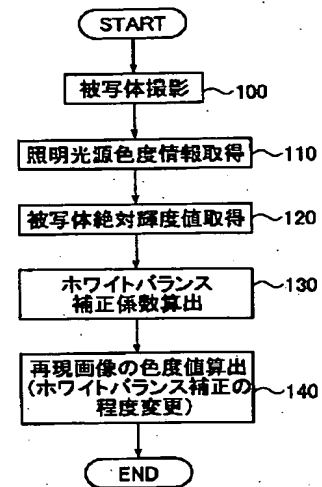 START
被写体撮影
100
照明光源色度情報取得
110
被写体絶対輝度値取得
120
ホワイトバランス
補正係数算出
130
再現画像の色度値算出
(ホワイトバランス補正の
程度変更)
140
END